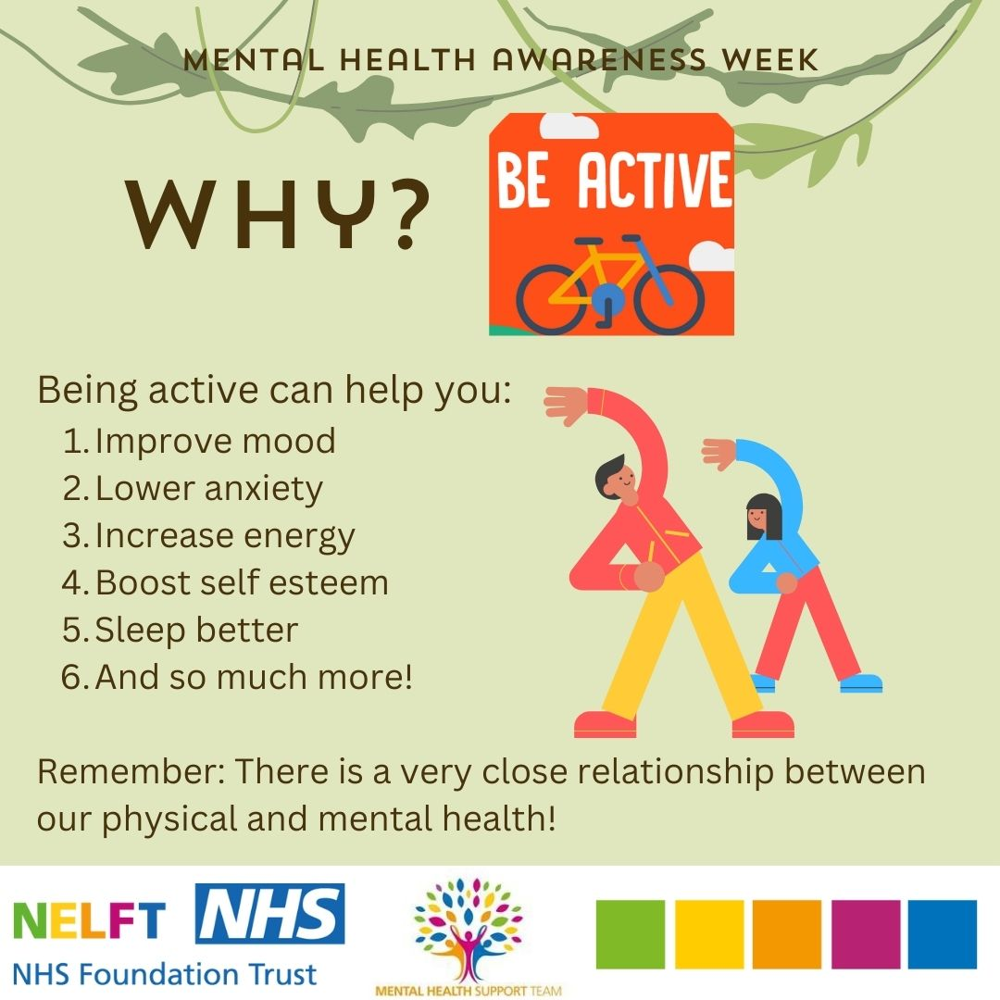 MENTAL HEALTH AWARENESS WEEK
WHY?
BE ACTIVE
Being active can help you:
1. Improve mood
2. Lower anxiety
3. Increase energy
4. Boost self esteem
5. Sleep better
6. And so much more!
Remember: There is a very close relationship between
our physical and mental health!
NELFT NHS
NHS Foundation Trust
MENTAL HEALTH SUPPORT TEAM